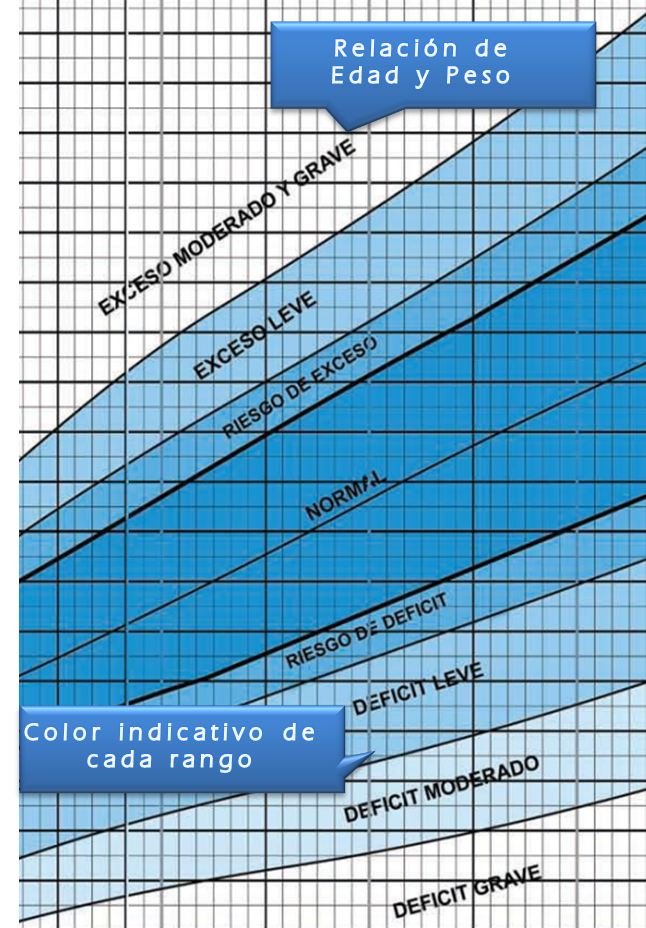 Relación de
Edad y Peso
EXCESO MODERADO Y GRAVE
EXCESO LEVE
RIESGO DE EXCESO
NORMAL
RIESGO DE DEFICIT
DEFICIT LEVE
Color indicativo de
cada rango
DEFICIT MODERADO
DEFICIT GRAVE